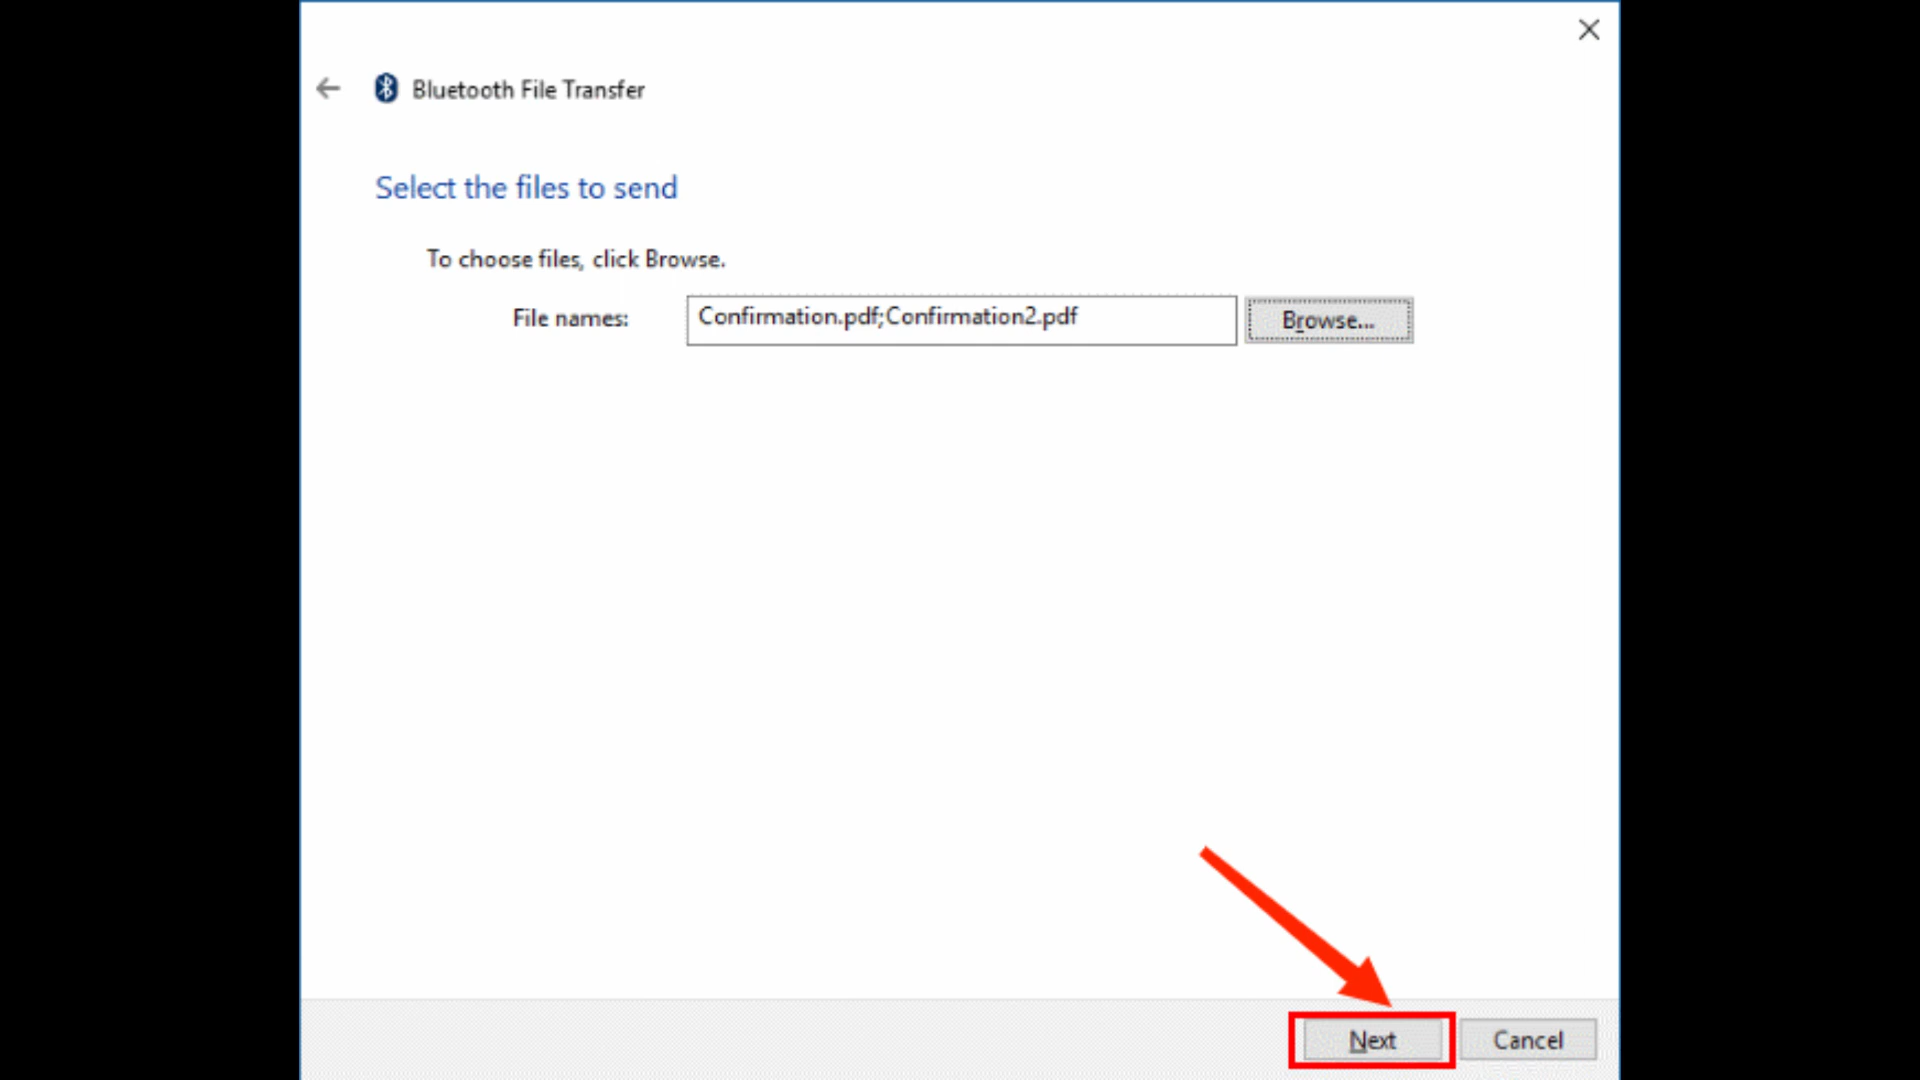 Bluetooth File Transfer
Select the files to send
To choose files, click Browse.
File names: Confirmation.pdf;Confirmation2.pdf Browse...
Next Cancel